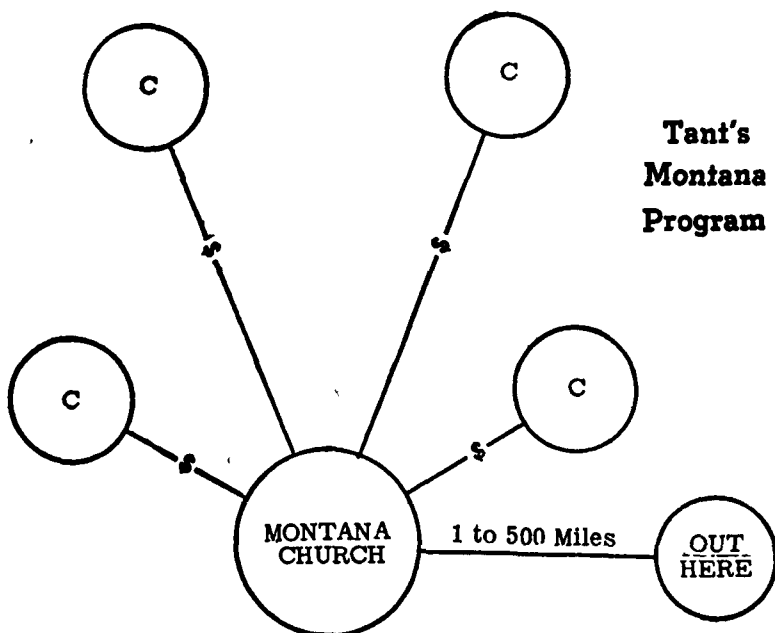 C
C
Tant's
Montana
Program
$
$
C
C
$
$
MONTANA
CHURCH
1 to 500 Miles
OUT
HERE